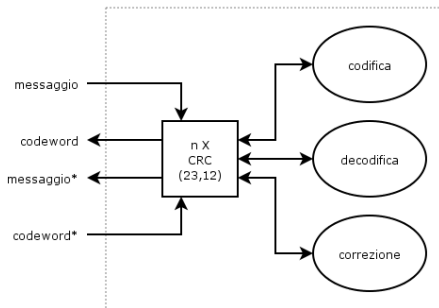 codifica
messaggio
codeword
n X
CRC
(23,12)
decodifica
messaggio*
codeword*
correzione